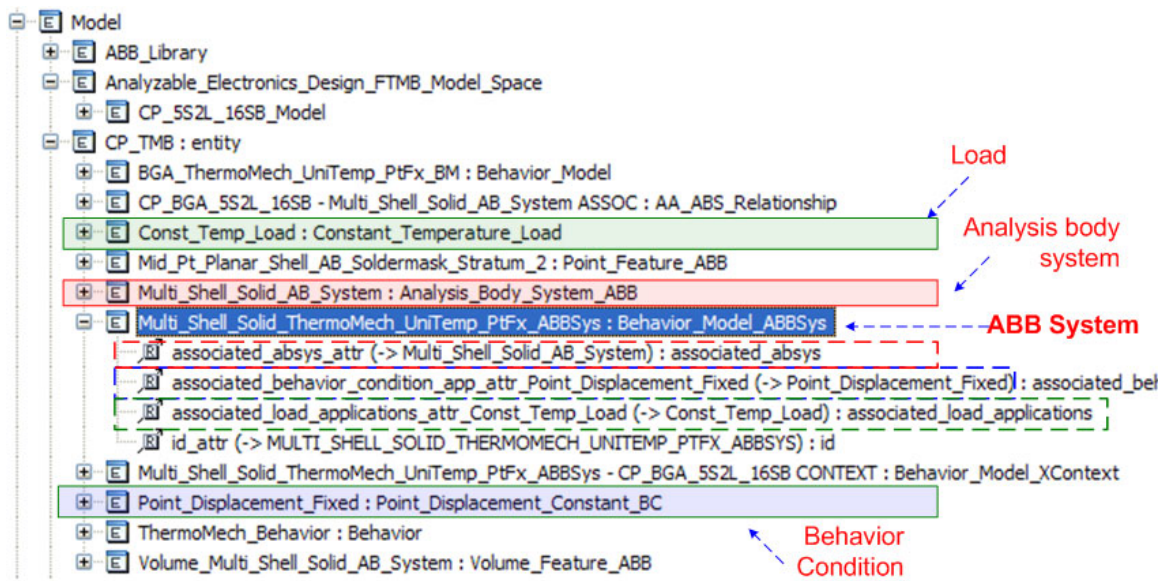 Model
ABB_Library
Analyzable_Electronics_Design_FTMB_Model_Space
CP_5S2L_16SB_Model
CP_TMB : entity
Load
BGA_ThermoMech_UniTemp_PtFx_BM : Behavior_Model
CP_BGA_5S2L_16SB - Multi_Shell_Solid_AB_System ASSOC : AA_ABS_Relationship
Const_Temp_Load : Constant_Temperature_Load
Analysis body
system
Mid_Pt_Planar_Shell_AB_Soldermask_Stratum_2 : Point_Feature_ABB
Multi_Shell_Solid_AB_System : Analysis_Body_System_ABB
Multi_Shell_Solid_ThermoMech_UniTemp_PtFx_ABBSys : Behavior_Model_ABBSys
ABB System
associated_absys_attr (-> Multi_Shell_Solid_AB_System) : associated_absys
associated_behavior_condition_app_attr_Point_Displacement_Fixed (-> Point_Displacement_Fixed) : associated_beh
associated_load_applications_attr_Const_Temp_Load (-> Const_Temp_Load) : associated_load_applications
id_attr (-> MULTI_SHELL_SOLID_THERMOMECH_UNITEMP_PTFX_ABBSYS) : id
Multi_Shell_Solid_ThermoMech_UniTemp_PtFx_ABBSys - CP_BGA_5S2L_16SB CONTEXT : Behavior_Model_XContext
Point_Displacement_Fixed : Point_Displacement_Constant_BC
ThermoMech_Behavior : Behavior
Volume_Multi_Shell_Solid_AB_System : Volume_Feature_ABB
Behavior
Condition